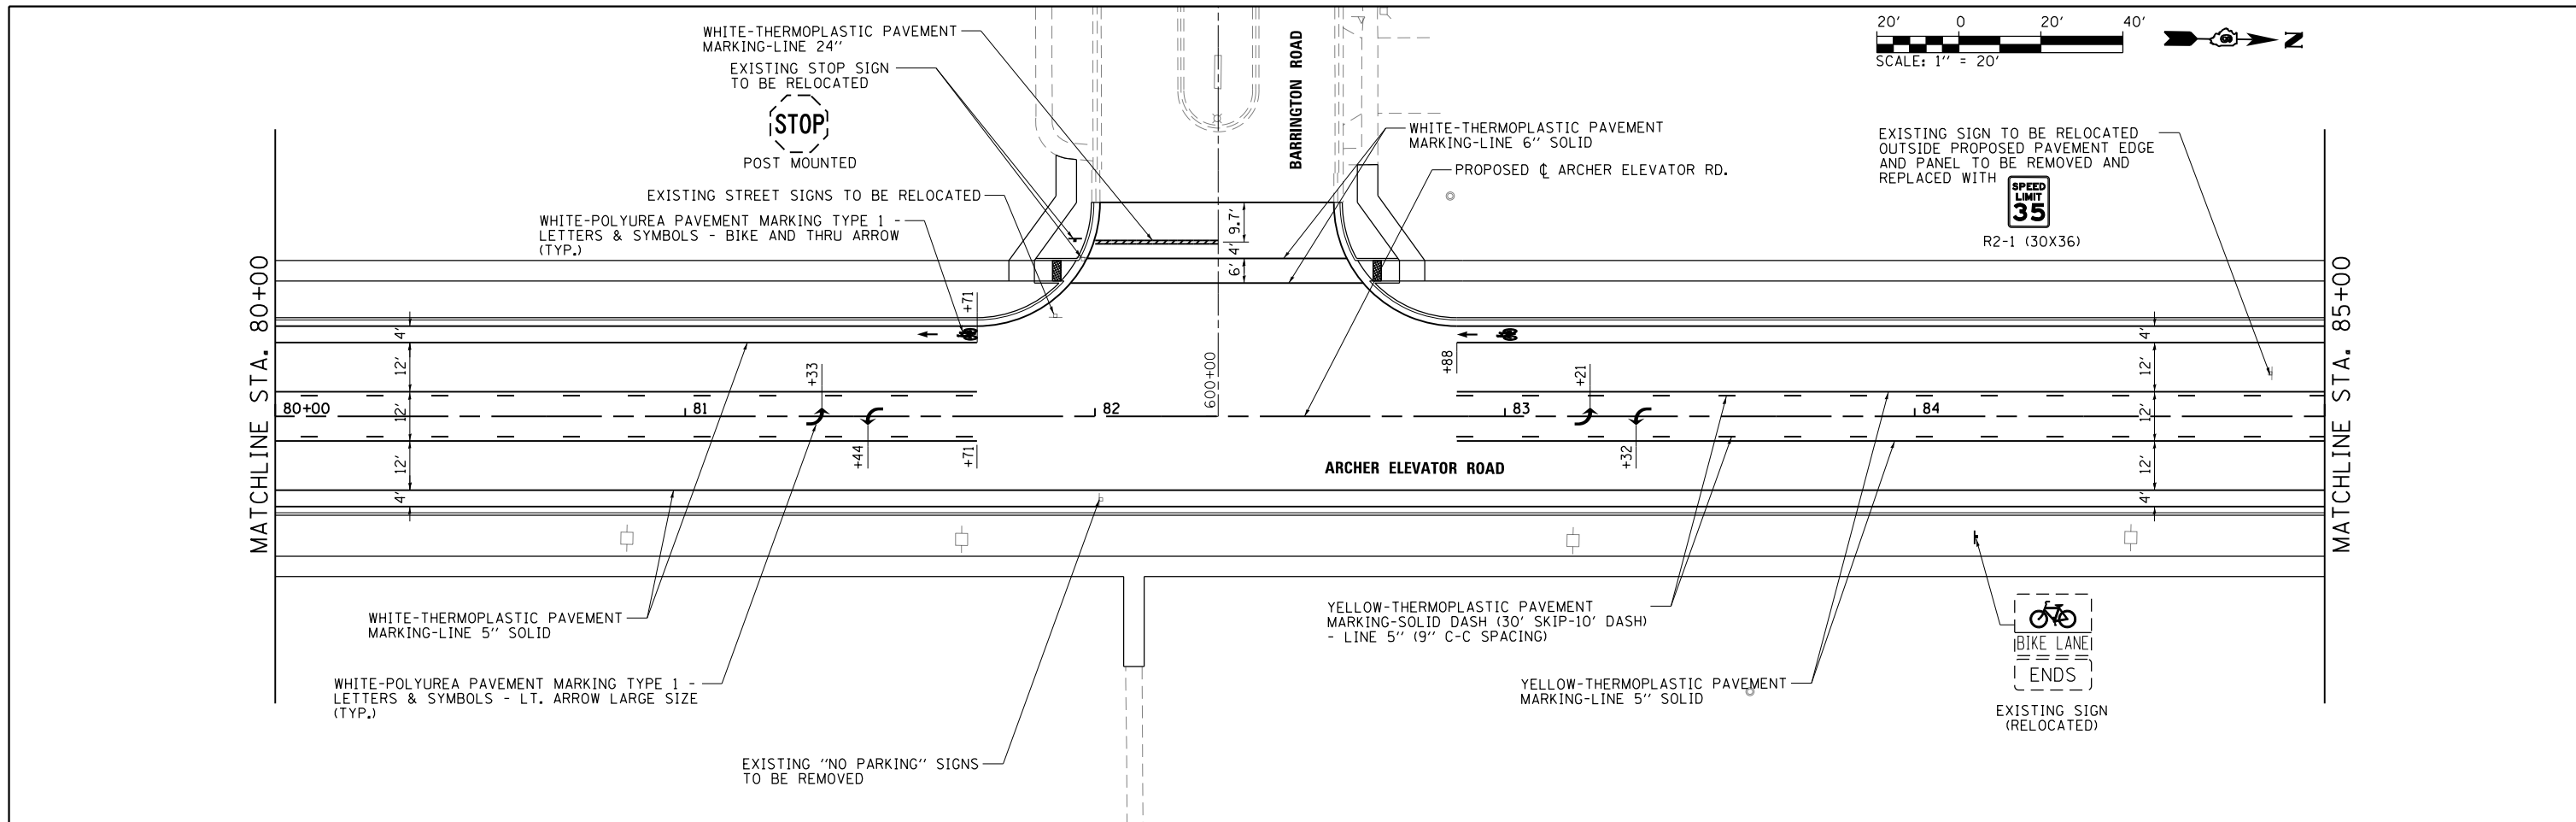 WHITE-THERMOPLASTIC PAVEMENT
MARKING-LINE 24"
EXISTING STOP SIGN
TO BE RELOCATED
STOP
POST MOUNTED
EXISTING STREET SIGNS TO BE RELOCATED
WHITE-POLYUREA PAVEMENT MARKING TYPE 1 -
LETTERS & SYMBOLS - BIKE AND THRU ARROW
(TYP.)
BARRINGTON ROAD
WHITE-THERMOPLASTIC PAVEMENT
MARKING-LINE 6" SOLID
PROPOSED ℄ ARCHER ELEVATOR RD.
20' 0 20' 40'
SCALE: 1" = 20'
N
EXISTING SIGN TO BE RELOCATED
OUTSIDE PROPOSED PAVEMENT EDGE
AND PANEL TO BE REMOVED AND
REPLACED WITH
SPEED
LIMIT
35
R2-1 (30X36)
9.7'
4'
6'
MATCHLINE STA. 80+00
4'
12'
12'
12'
4'
80+00
81
82
83
84
+71
+33
+44
+71
600+00
+88
+21
+32
ARCHER ELEVATOR ROAD
4'
12'
12'
12'
4'
MATCHLINE STA. 85+00
WHITE-THERMOPLASTIC PAVEMENT
MARKING-LINE 5" SOLID
WHITE-POLYUREA PAVEMENT MARKING TYPE 1 -
LETTERS & SYMBOLS - LT. ARROW LARGE SIZE
(TYP.)
EXISTING "NO PARKING" SIGNS
TO BE REMOVED
YELLOW-THERMOPLASTIC PAVEMENT
MARKING-SOLID DASH (30' SKIP-10' DASH)
- LINE 5" (9" C-C SPACING)
YELLOW-THERMOPLASTIC PAVEMENT
MARKING-LINE 5" SOLID
BIKE LANE
ENDS
EXISTING SIGN
(RELOCATED)